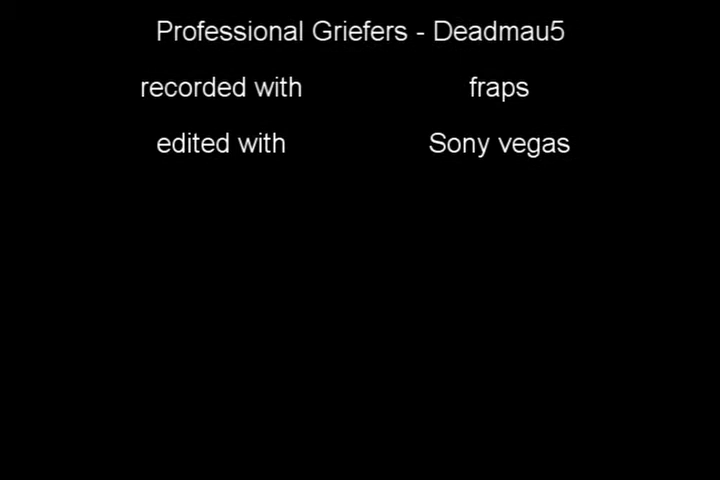 Professional Griefers - Deadmau5
recorded with fraps
edited with Sony vegas